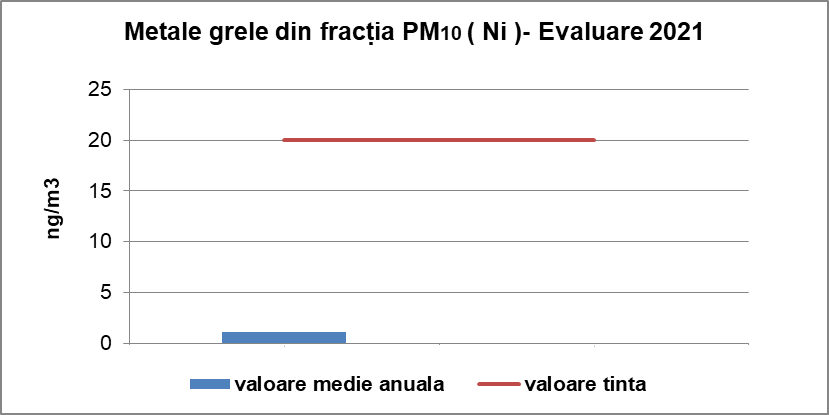 Metale grele din fracția PM10 ( Ni )- Evaluare 2021
25
20
15
10
5
0
ng/m3
valoare medie anuala
valoare tinta